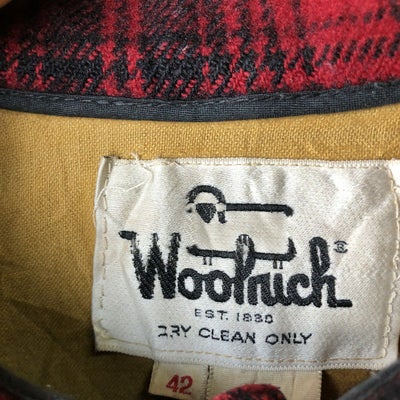 Woolrich
®
EST. 1830
DRY CLEAN ONLY
42